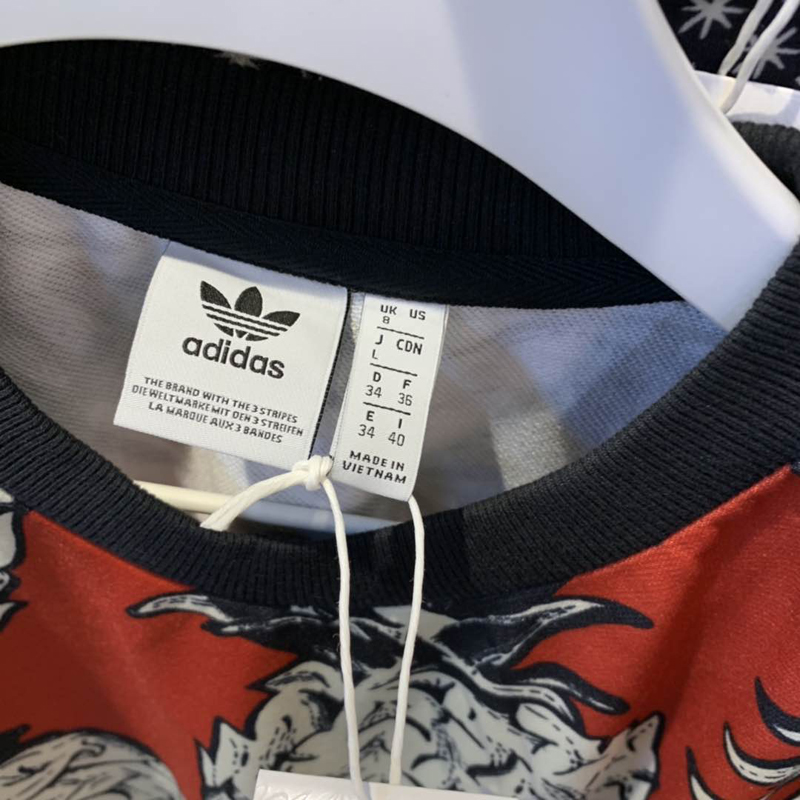 adidas
THE BRAND WITH THE 3 STRIPES
DIE WELTMARKE MIT DEN 3 STREIFEN
LA MARQUE AUX 3 BANDES
UK US
8
J CDN
L
D F
34 36
E I
34 40
MADE IN
VIETNAM